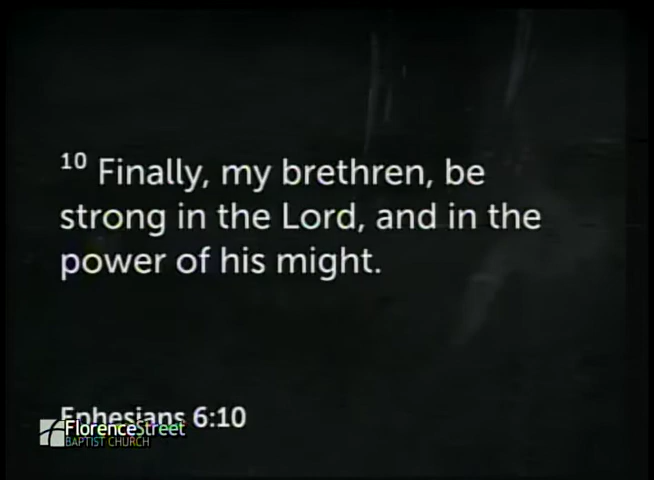 10 Finally, my brethren, be
strong in the Lord, and in the
power of his might.
Ephesians 6:10
FlorenceStreet
BAPTIST CHURCH